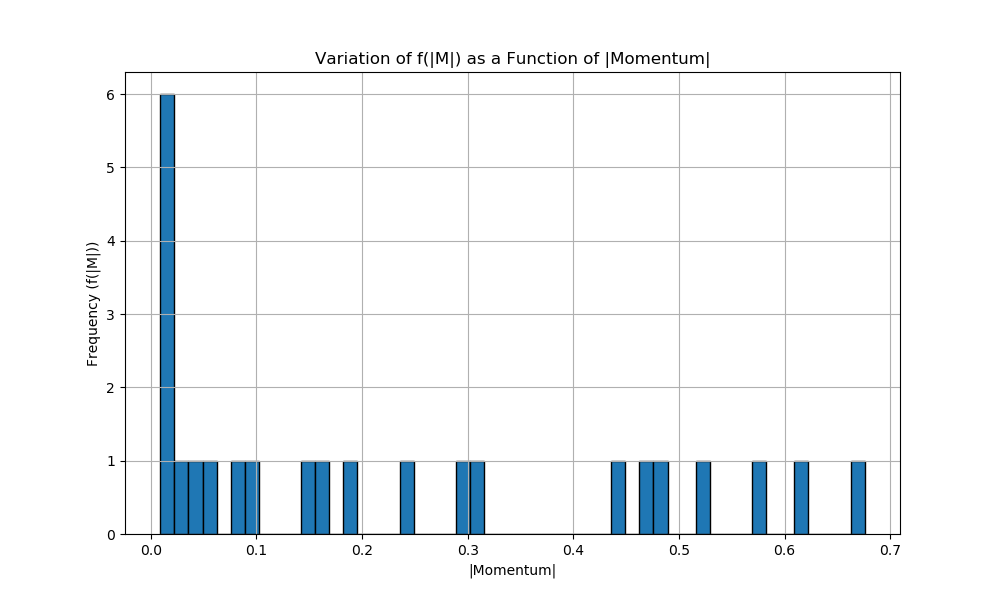 Variation of f(|M|) as a Function of |Momentum|
Frequency (f(|M|))
6
5
4
3
2
1
0
0.0 0.1 0.2 0.3 0.4 0.5 0.6 0.7
|Momentum|